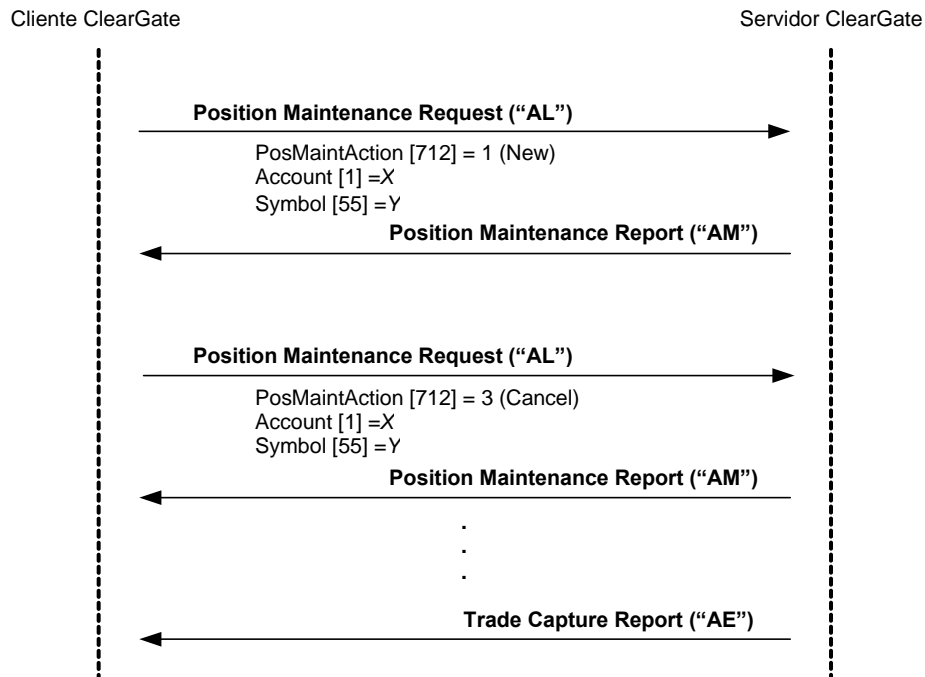 Cliente ClearGate
Servidor ClearGate
Position Maintenance Request (“AL”)
PosMaintAction [712] = 1 (New)
Account [1] =X
Symbol [55] =Y
Position Maintenance Report (“AM”)
Position Maintenance Request (“AL”)
PosMaintAction [712] = 3 (Cancel)
Account [1] =X
Symbol [55] =Y
Position Maintenance Report (“AM”)
.
.
.
Trade Capture Report (“AE”)